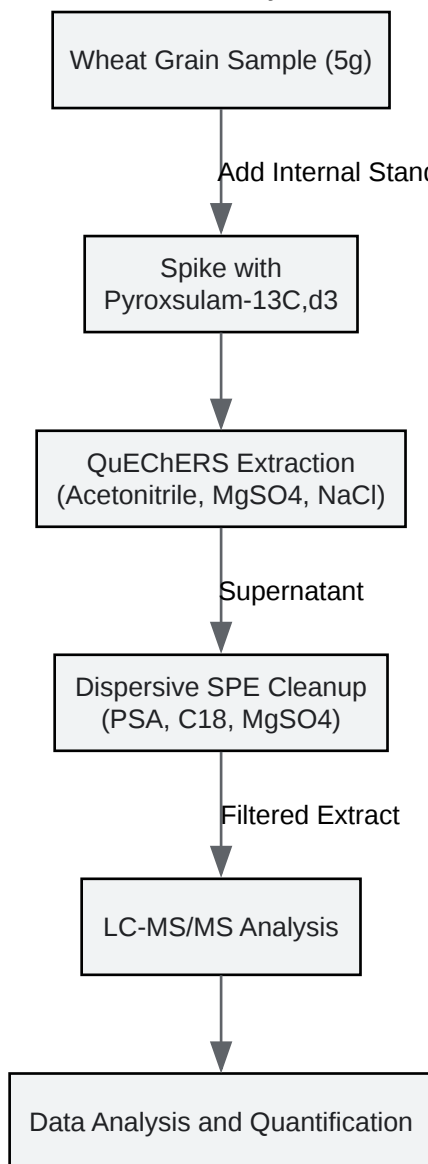 Wheat Grain Sample (5g)
Add Internal Stand
Spike with
Pyroxsulam-13C,d3
QuEChERS Extraction
(Acetonitrile, MgSO4, NaCl)
Supernatant
Dispersive SPE Cleanup
(PSA, C18, MgSO4)
Filtered Extract
LC-MS/MS Analysis
Data Analysis and Quantification